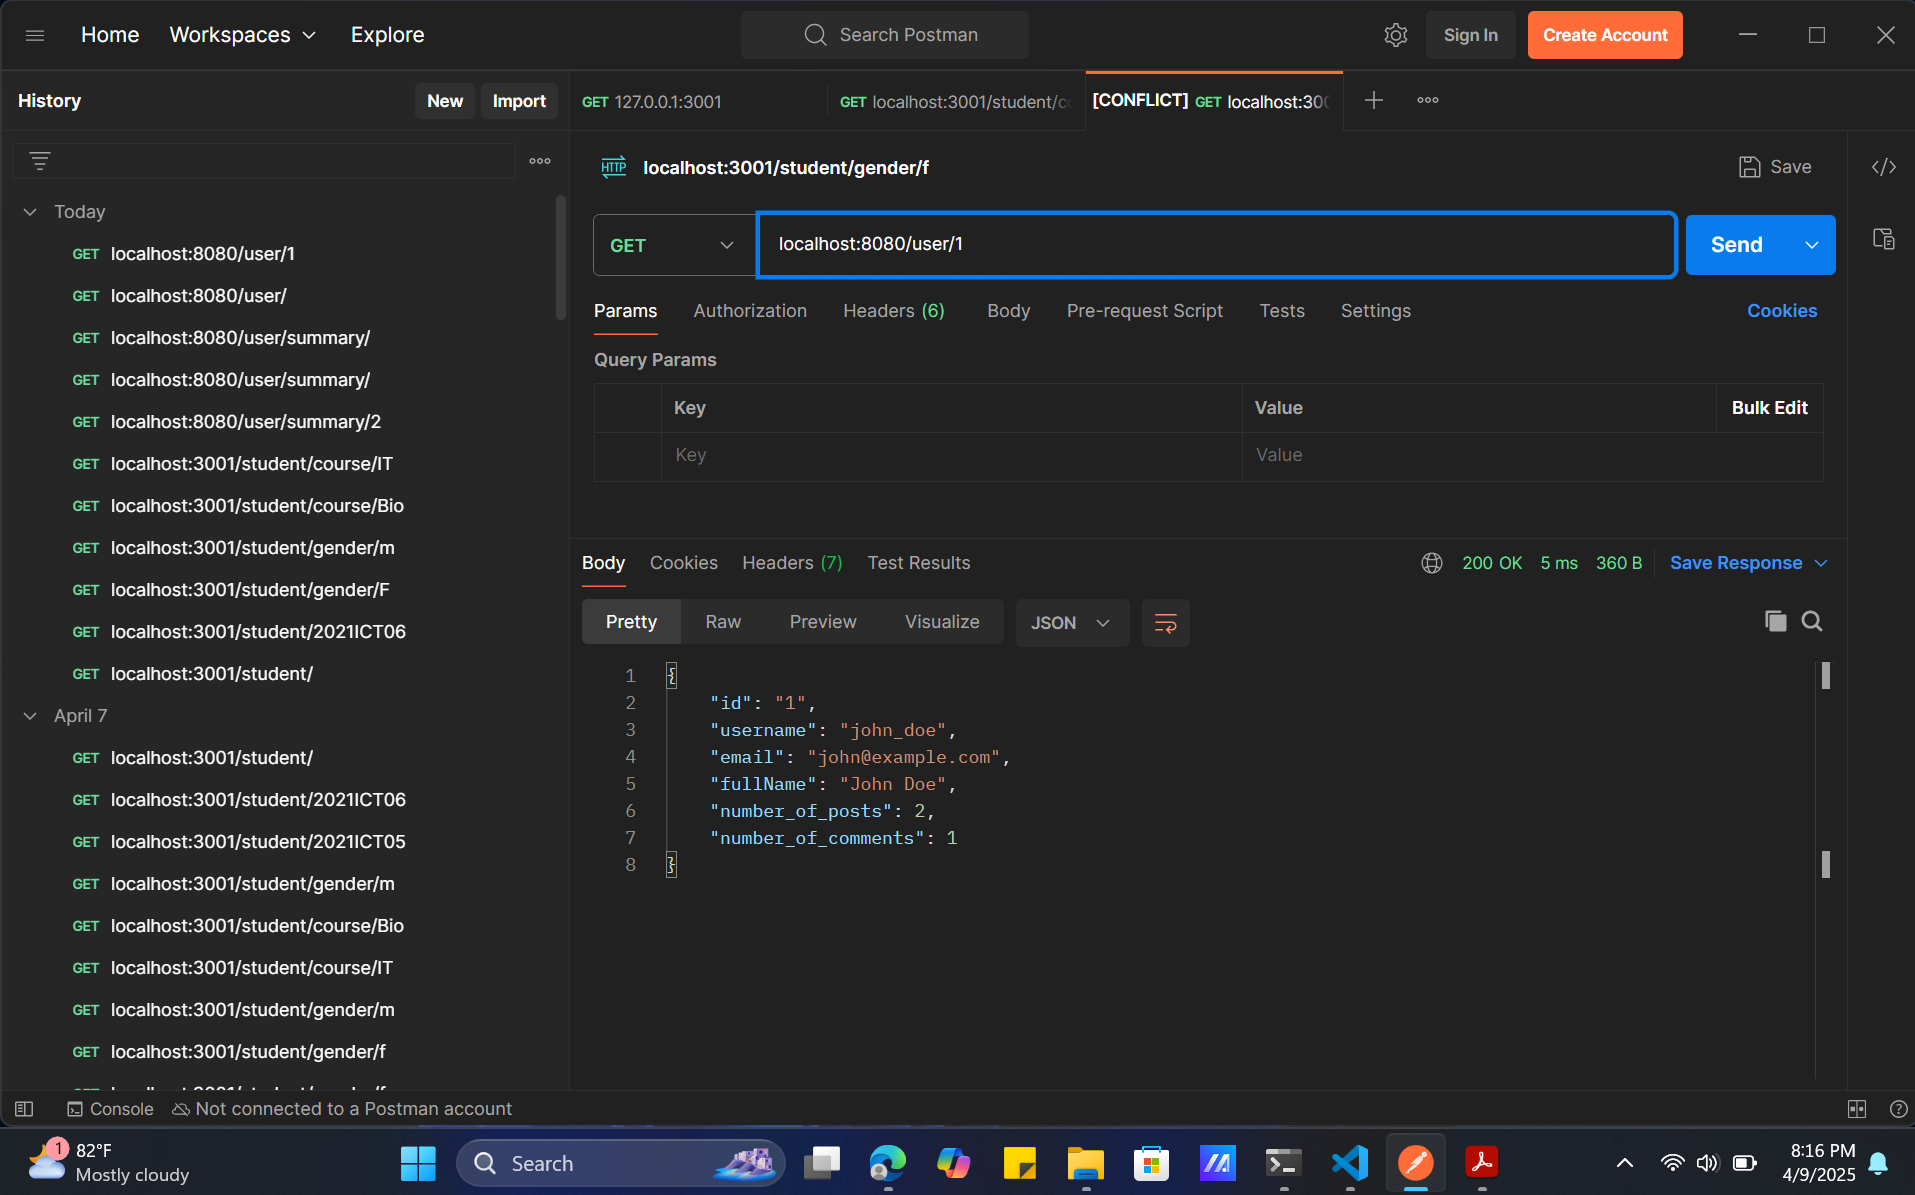 Home Workspaces Explore
Search Postman
Sign In
Create Account
History
New
Import
GET 127.0.0.1:3001
GET localhost:3001/student/co
[CONFLICT] GET localhost:300
HTTP localhost:3001/student/gender/f
Save
Today
GET localhost:8080/user/1
GET localhost:8080/user/
GET localhost:8080/user/summary/
GET localhost:8080/user/summary/
GET localhost:8080/user/summary/2
GET localhost:3001/student/course/IT
GET localhost:3001/student/course/Bio
GET localhost:3001/student/gender/m
GET localhost:3001/student/gender/F
GET localhost:3001/student/2021ICT06
GET localhost:3001/student/
April 7
GET localhost:3001/student/
GET localhost:3001/student/2021ICT06
GET localhost:3001/student/2021ICT05
GET localhost:3001/student/gender/m
GET localhost:3001/student/course/Bio
GET localhost:3001/student/course/IT
GET localhost:3001/student/gender/m
GET localhost:3001/student/gender/f
GET
localhost:8080/user/1
Send
Params Authorization Headers (6) Body Pre-request Script Tests Settings Cookies
Query Params
Key Value Bulk Edit
Key Value
Body Cookies Headers (7) Test Results
200 OK 5 ms 360 B Save Response
Pretty Raw Preview Visualize JSON
1 {
2 "id": "1",
3 "username": "john_doe",
4 "email": "john@example.com",
5 "fullName": "John Doe",
6 "number_of_posts": 2,
7 "number_of_comments": 1
8 }
Console Not connected to a Postman account
1
82°F
Mostly cloudy
Search
8:16 PM
4/9/2025